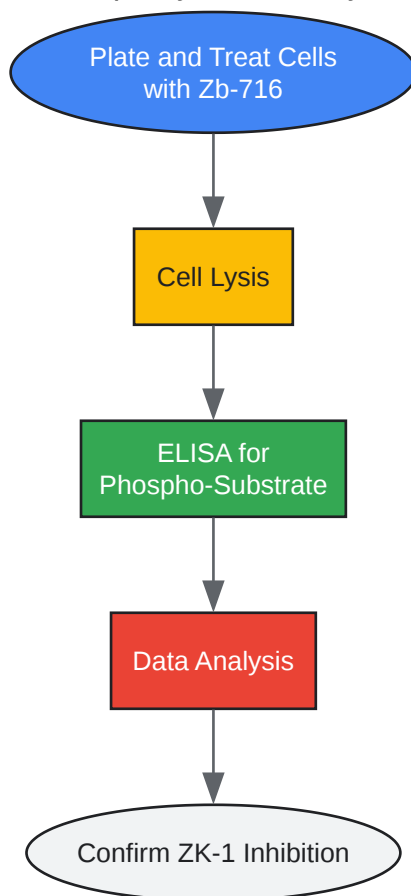 Plate and Treat Cells
with Zb-716
Cell Lysis
ELISA for
Phospho-Substrate
Data Analysis
Confirm ZK-1 Inhibition